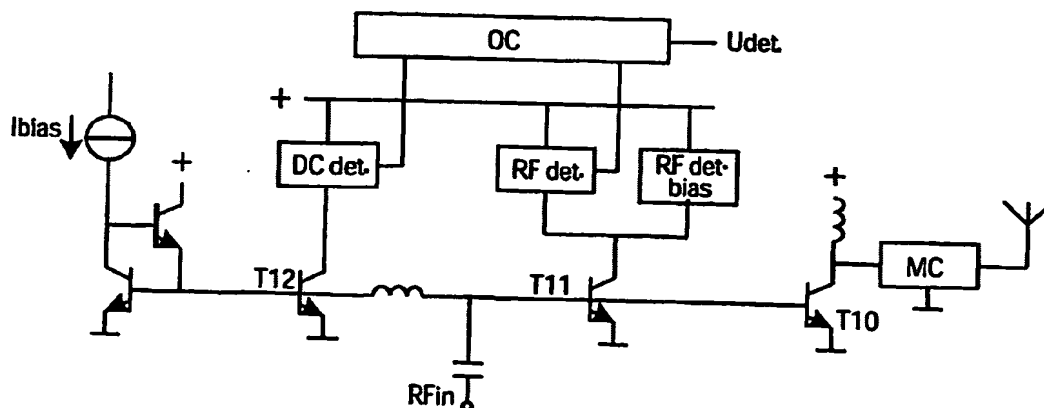 OC
Udet.
+
Ibias
+
DC det.
RF det.
RF det.
bias
+
MC
T12
T11
T10
RFin